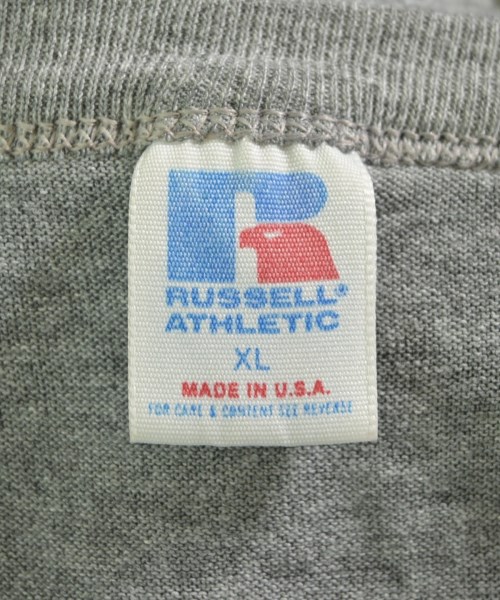 R
RUSSELL®
ATHLETIC
XL
MADE IN U.S.A.
FOR CARE & CONTENT SEE REVERSE